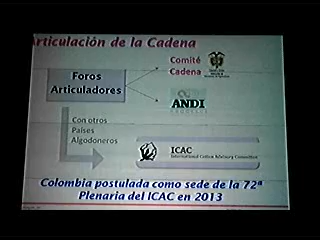 Articulación de la Cadena
Foros
Articuladores
Comité
Cadena
ANDI
Con otros
Países
Algodoneros
ICAC
International Cotton Advisory Committee
Colombia postulada como sede de la 72ª
Plenaria del ICAC en 2013